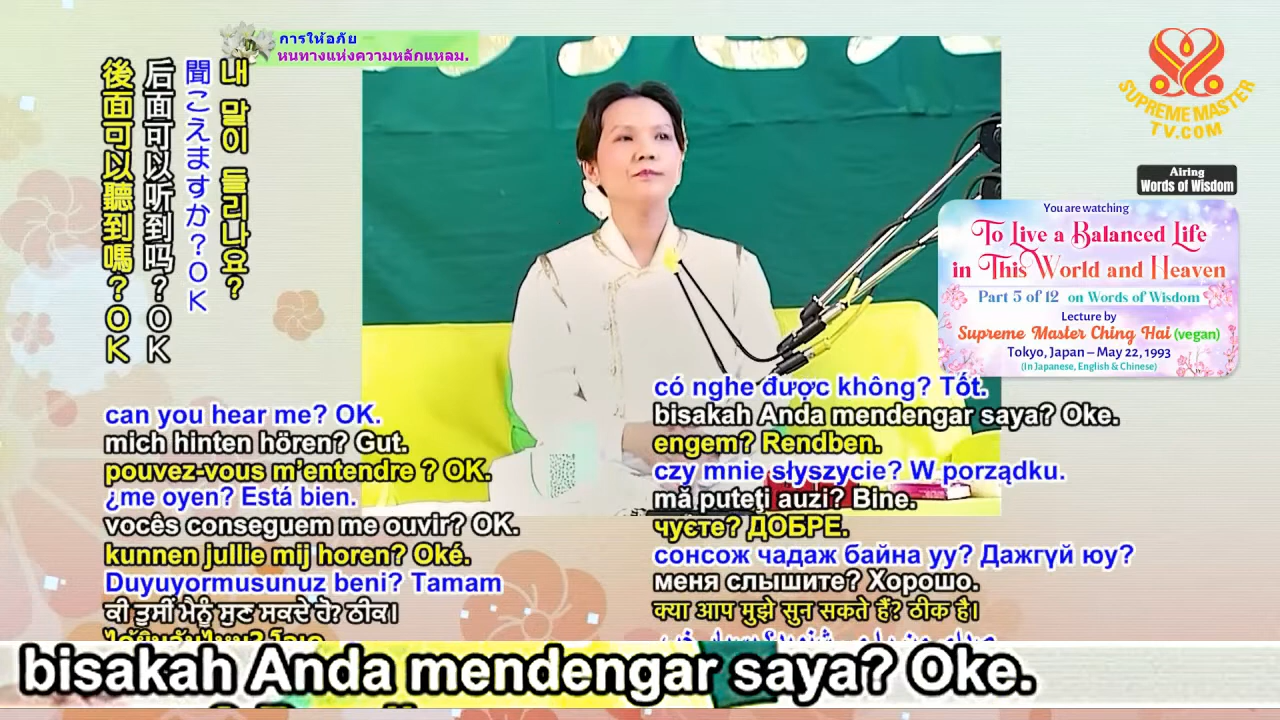 การให้อภัย
หนทางแห่งความหลักแหลม.
SUPREME MASTER
TV.COM
Airing
Words of Wisdom
You are watching
To Live a Balanced Life
in This World and Heaven
Part 5 of 12 on Words of Wisdom
Lecture by
Supreme Master Ching Hai (vegan)
Tokyo, Japan – May 22, 1993
(In Japanese, English & Chinese)
後面可以聽到嗎？OK
后面可以听到吗？OK
聞こえますか？OK
내 말이 들리나요?
can you hear me? OK.
mich hinten hören? Gut.
pouvez-vous m'entendre ? OK.
¿me oyen? Está bien.
vocês conseguem me ouvir? OK.
kunnen jullie mij horen? Oké.
Duyuyormusunuz beni? Tamam
ਕੀ ਤੁਸੀਂ ਮੈਨੂੰ ਸੁਣ ਸਕਦੇ ਹੋ? ਠੀਕ।
có nghe được không? Tốt.
bisakah Anda mendengar saya? Oke.
engem? Rendben.
czy mnie słyszycie? W porządku.
mă puteţi auzi? Bine.
чуєте? ДОБРЕ.
сонсож чадаж байна уу? Дажгүй юу?
меня слышите? Хорошо.
क्या आप मुझे सुन सकते हैं? ठीक है।
bisakah Anda mendengar saya? Oke.